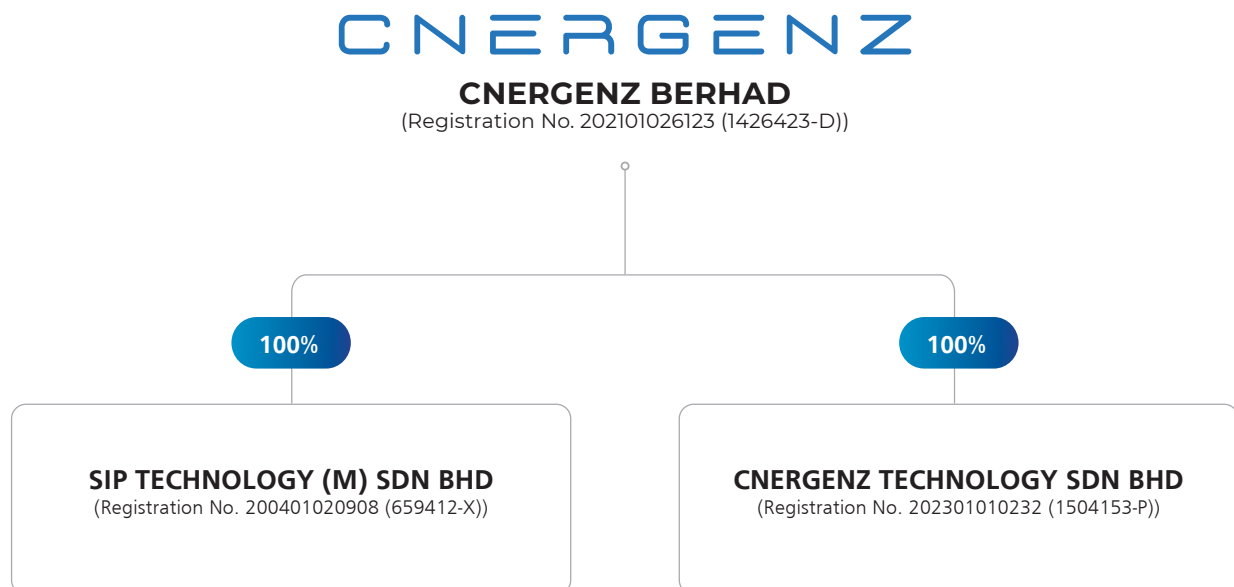 CNERGENZ
CNERGENZ BERHAD
(Registration No. 202101026123 (1426423-D))
100%
100%
SIP TECHNOLOGY (M) SDN BHD
(Registration No. 200401020908 (659412-X))
CNERGENZ TECHNOLOGY SDN BHD
(Registration No. 202301010232 (1504153-P))